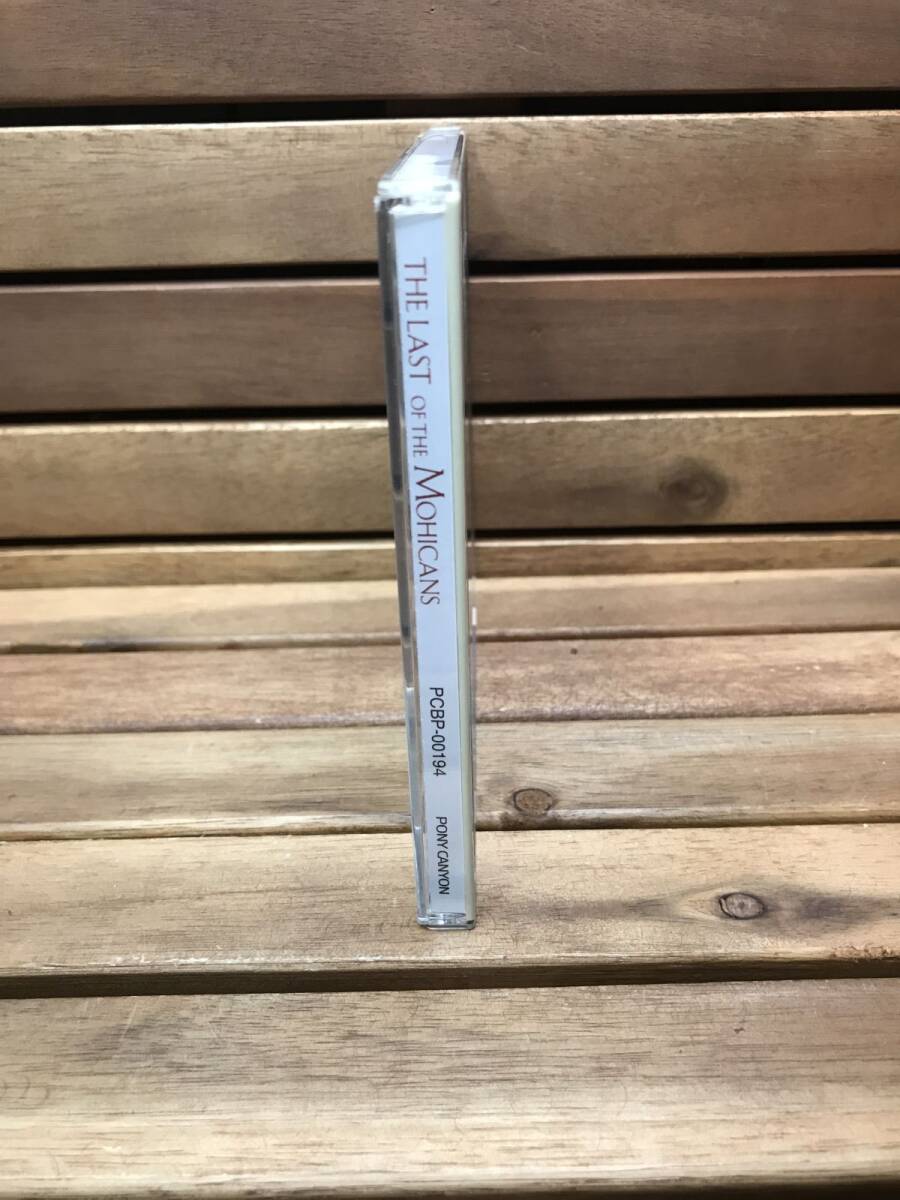 THE LAST OF THE MOHICANS PCBP-00194 PONY CANYON